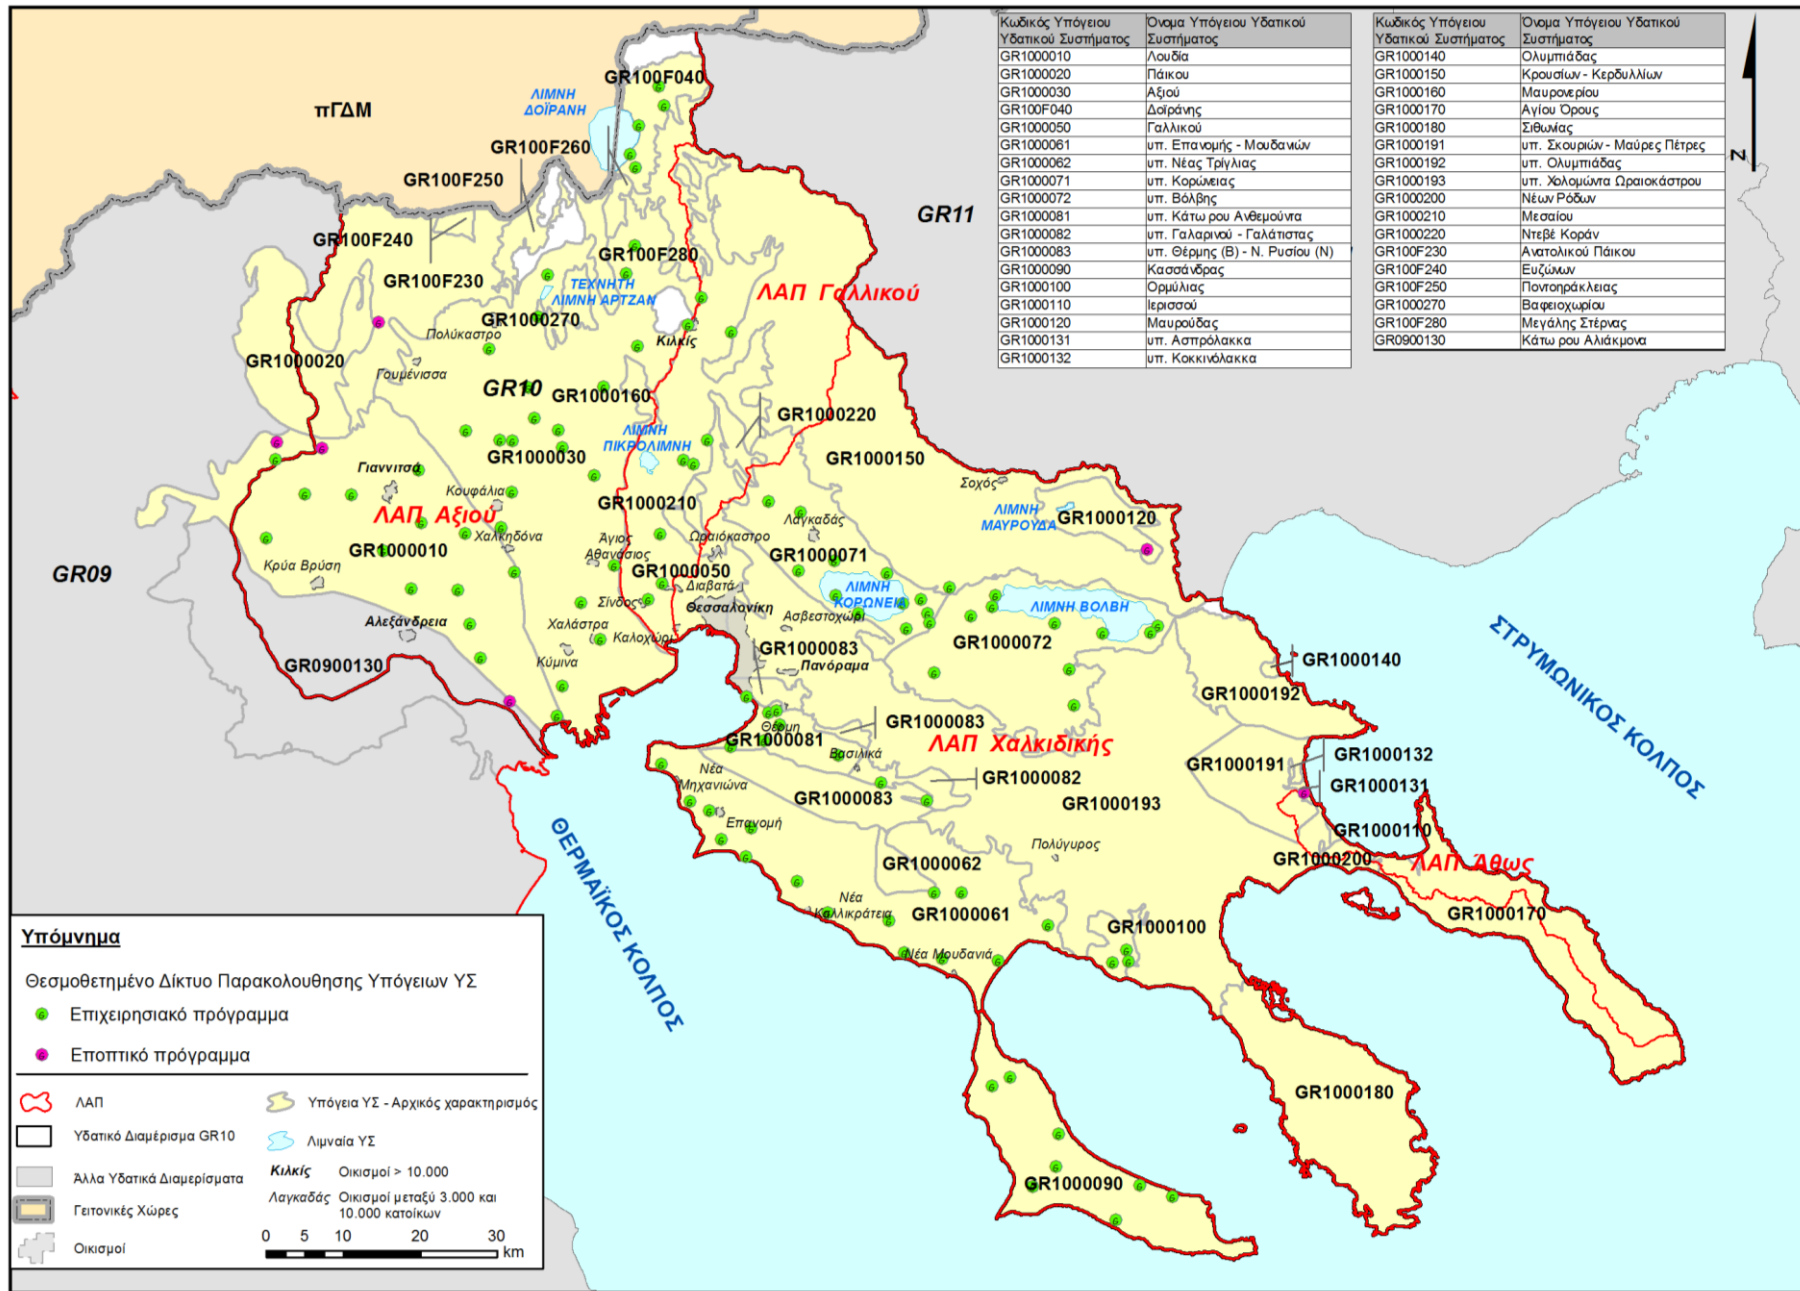 Κωδικός Υπόγειου Υδατικού Συστήματος
Όνομα Υπόγειου Υδατικού Συστήματος
GR1000010 Λουδία
GR1000020 Πάικου
GR1000030 Αξιού
GR100F040 Δοϊράνης
GR1000050 Γαλλικού
GR1000061 υπ. Επανομής - Μουδανιών
GR1000062 υπ. Νέας Τρίγλιας
GR1000071 υπ. Κορώνειας
GR1000072 υπ. Βόλβης
GR1000081 υπ. Κάτω ρου Ανθεμούντα
GR1000082 υπ. Γαλαρινού - Γαλάτιστας
GR1000083 υπ. Θέρμης (Β) - Ν. Ρυσίου (Ν)
GR1000090 Κασσάνδρας
GR1000100 Ορμύλιας
GR1000110 Ιερισσού
GR1000120 Μαυρούδας
GR1000131 υπ. Ασπρόλακκα
GR1000132 υπ. Κοκκινόλακκα
Κωδικός Υπόγειου Υδατικού Συστήματος
Όνομα Υπόγειου Υδατικού Συστήματος
GR1000140 Ολυμπιάδας
GR1000150 Κρουσίων - Κερδυλλίων
GR1000160 Μαυρονερίου
GR1000170 Αγίου Όρους
GR1000180 Σιθωνίας
GR1000191 υπ. Σκουριών - Μαύρες Πέτρες
GR1000192 υπ. Ολυμπιάδας
GR1000193 υπ. Χολομώντα Ωραιοκάστρου
GR1000200 Νέων Ρόδων
GR1000210 Μεσαίου
GR1000220 Ντεβέ Κοράν
GR100F230 Ανατολικού Πάικου
GR100F240 Ευζώνων
GR100F250 Ποντοηράκλειας
GR1000270 Βαφειοχωρίου
GR100F280 Μεγάλης Στέρνας
GR0900130 Κάτω ρου Αλιάκμονα
Z
πΓΔΜ
ΛΙΜΝΗ
ΔΟΪΡΑΝΗ
GR100F040
GR100F260
GR100F250
GR11
GR100F240
GR100F230
GR100F280
ΤΕΧΝΗΤΗ
ΛΙΜΝΗ ΑΡΤΖΑΝ
ΛΑΠ Γαλλικού
GR1000270
Πολύκαστρο
Κιλκίς
GR1000020
Γουμένισσα
GR10
GR1000160
GR1000220
ΛΙΜΝΗ
ΠΙΚΡΟΛΙΜΝΗ
GR1000030
GR1000150
Γιαννιτσά
Κουφάλια
Σοχός
GR1000210
ΛΑΠ Αξιού
Λαγκαδάς
ΛΙΜΝΗ
ΜΑΥΡΟΥΔΑ
GR1000120
Χαλκηδόνα
Άγιος
Αθανάσιος
Ωραιόκαστρο
GR1000010
GR1000071
GR09
Κρύα Βρύση
GR1000050
Διαβατά
ΛΙΜΝΗ
ΚΟΡΩΝΕΙΑ
ΛΙΜΝΗ ΒΟΛΒΗ
Σίνδος
Θεσσαλονίκη
Ασβεστοχώρι
Αλεξάνδρεια
Χαλάστρα
Καλοχώρι
GR1000072
GR1000083
Πανόραμα
GR0900130
Κύμινα
GR1000140
GR1000192
ΣΤΡΥΜΩΝΙΚΟΣ ΚΟΛΠΟΣ
GR1000083
Θέρμη
GR1000081
ΛΑΠ Χαλκιδικής
Βασιλικά
GR1000132
GR1000191
Νέα
Μηχανιώνα
GR1000082
GR1000131
GR1000083
GR1000193
Επανομή
GR1000110
Πολύγυρος
GR1000200
ΛΑΠ Άθως
GR1000062
ΘΕΡΜΑΪΚΟΣ ΚΟΛΠΟΣ
Νέα
Καλλικράτεια
GR1000061
GR1000170
GR1000100
Νέα Μουδανιά
GR1000180
GR1000090
Υπόμνημα
Θεσμοθετημένο Δίκτυο Παρακολουθησης Υπόγειων ΥΣ
G Επιχειρησιακό πρόγραμμα
G Εποπτικό πρόγραμμα
ΛΑΠ
Υπόγεια ΥΣ - Αρχικός χαρακτηρισμός
Υδατικό Διαμέρισμα GR10
Λιμναία ΥΣ
Άλλα Υδατικά Διαμερίσματα
Κιλκίς Οικισμοί > 10.000
Γειτονικές Χώρες
Λαγκαδάς Οικισμοί μεταξύ 3.000 και
10.000 κατοίκων
Οικισμοί
0 5 10 20 30
km